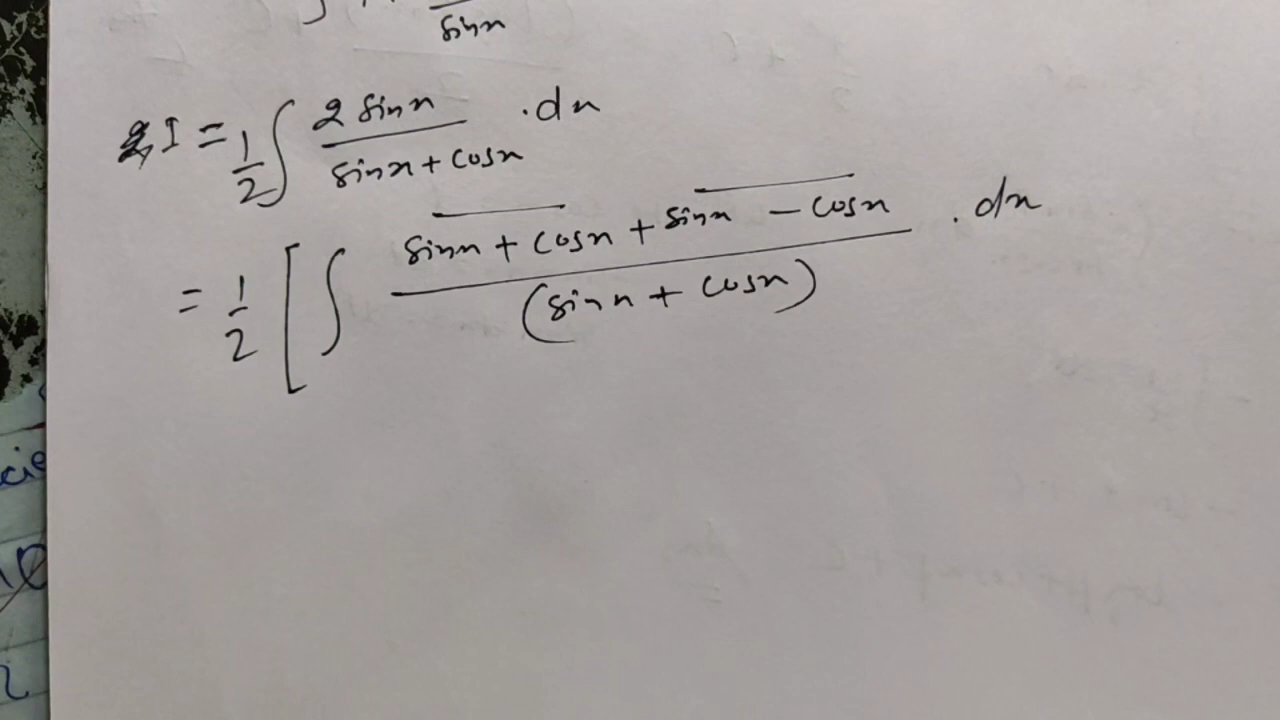 sinx
I = 1/2 ∫ 2 sinx / sinx + cosx . dx
= 1/2 [ ∫ sinx + cosx + sinx - cosx / (sinx + cosx) . dx